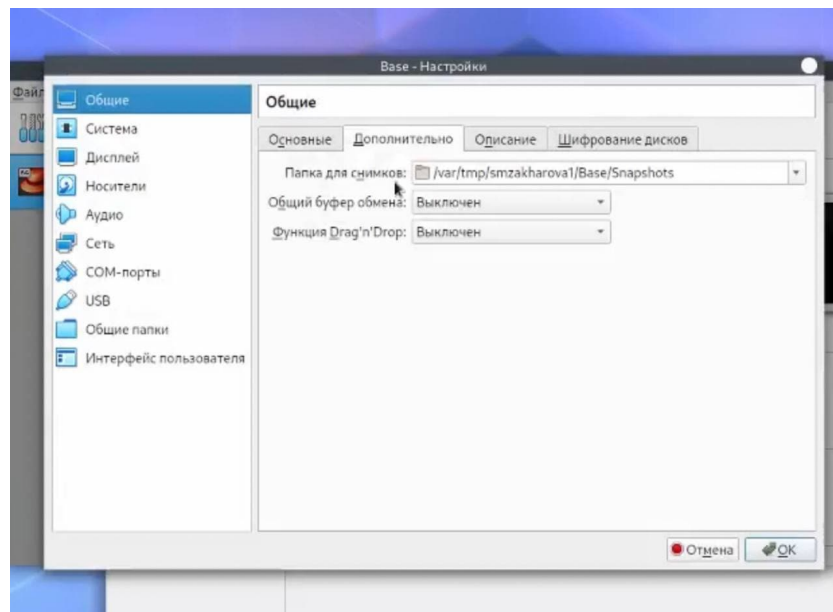 Base - Настройки
Файл
Общие
Система
Дисплей
Носители
Аудио
Сеть
COM-порты
USB
Общие папки
Интерфейс пользователя
Общие
Основные Дополнительно Описание Шифрование дисков
Папка для снимков: /var/tmp/smzakharova1/Base/Snapshots
Общий буфер обмена: Выключен
Функция Drag'n'Drop: Выключен
Отмена OK